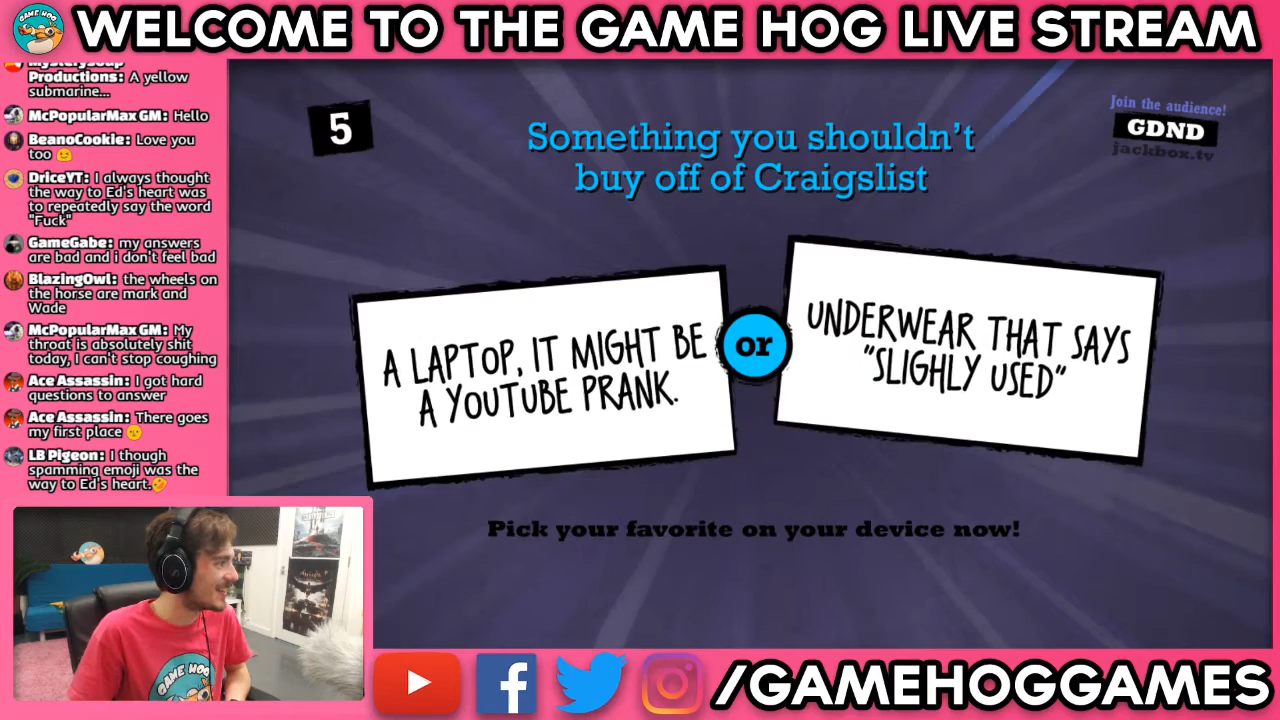 WELCOME TO THE GAME HOG LIVE STREAM
Productions: A yellow
submarine...
McPopularMax GM: Hello
BeanoCookie: Love you
too 😉
DriceYT: I always thought
the way to Ed's heart was
to repeatedly say the word
"Fuck"
GameGabe: my answers
are bad and i don't feel bad
BlazingOwl: the wheels on
the horse are mark and
Wade
McPopularMax GM: My
throat is absolutely shit
today, I can't stop coughing
Ace Assassin: I got hard
questions to answer
Ace Assassin: There goes
my first place
LB Pigeon: I though
spamming emoji was the
way to Ed's heart.
5
Something you shouldn't
buy off of Craigslist
Join the audience!
GDND
jackbox.tv
A LAPTOP, IT MIGHT BE
A YOUTUBE PRANK.
or
UNDERWEAR THAT SAYS
"SLIGHLY USED"
Pick your favorite on your device now!
GAME HOG
/GAMEHOGGAMES